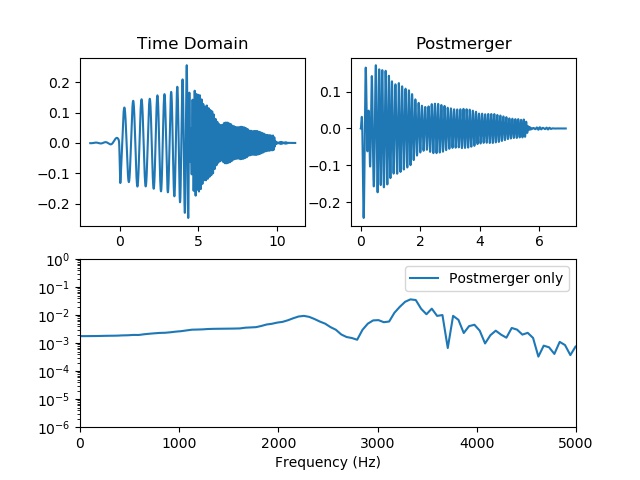 Time Domain
0.2
0.1
0.0
−0.1
−0.2
0 5 10
Postmerger
0.1
0.0
−0.1
−0.2
0 2 4 6
Postmerger only
10⁰
10⁻¹
10⁻²
10⁻³
10⁻⁴
10⁻⁵
10⁻⁶
0 1000 2000 3000 4000 5000
Frequency (Hz)